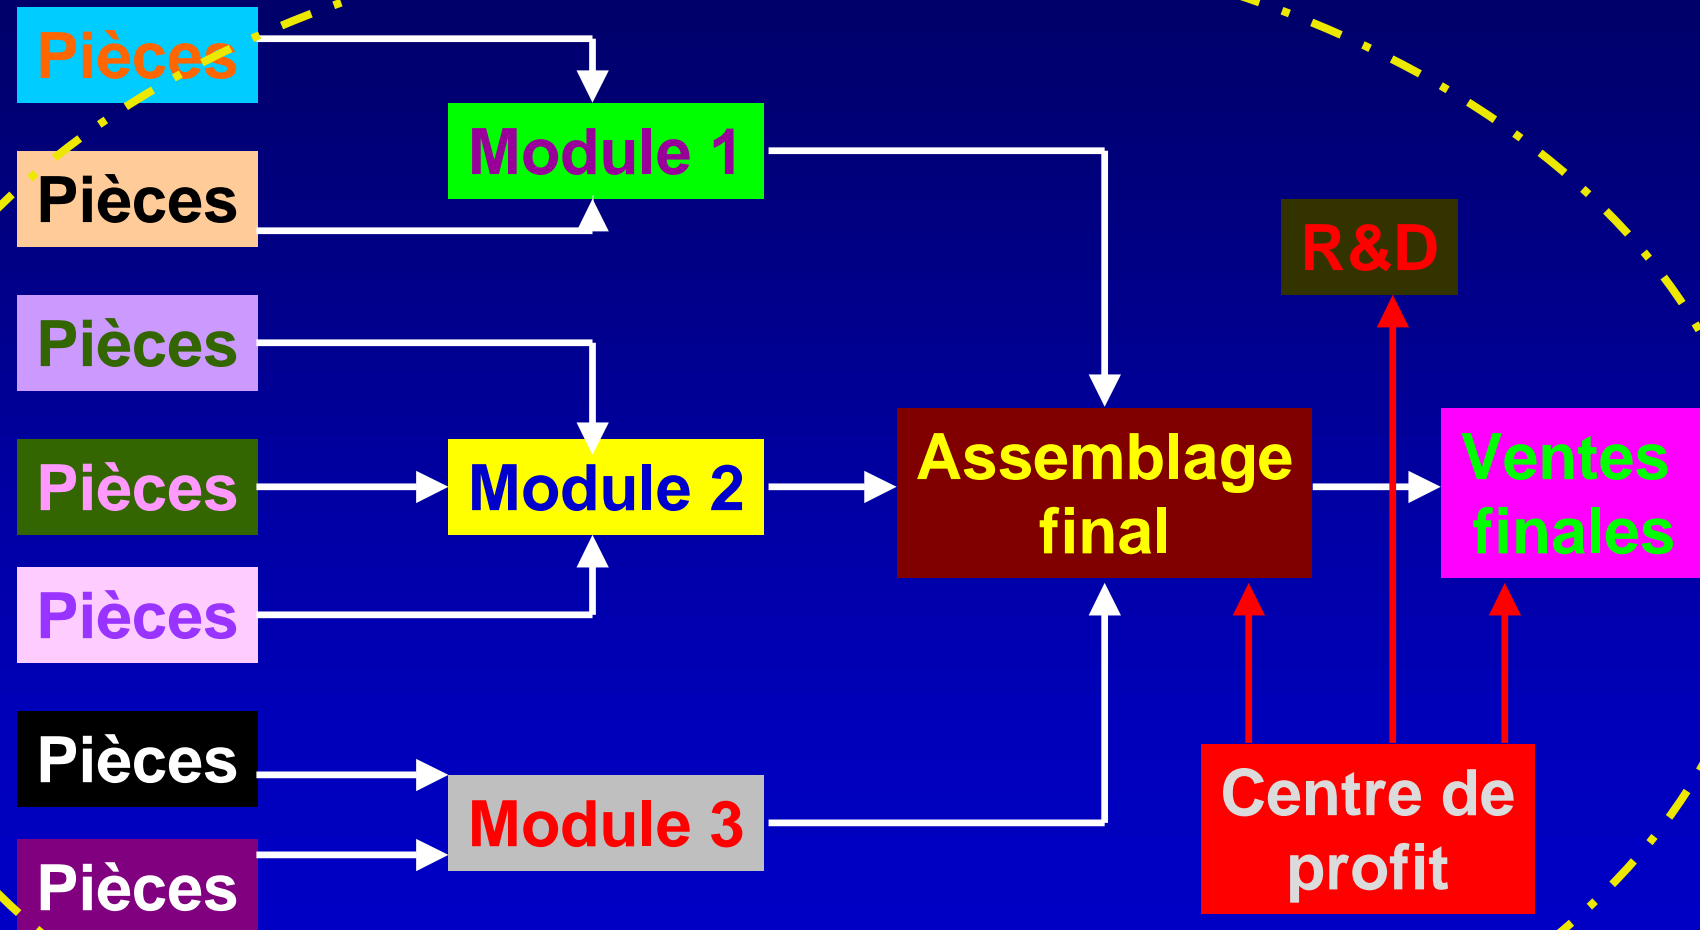 Pièces
Module 1
Pièces
R&D
Pièces
Pièces
Module 2
Assemblage
final
Ventes
finales
Pièces
Pièces
Module 3
Centre de
profit
Pièces